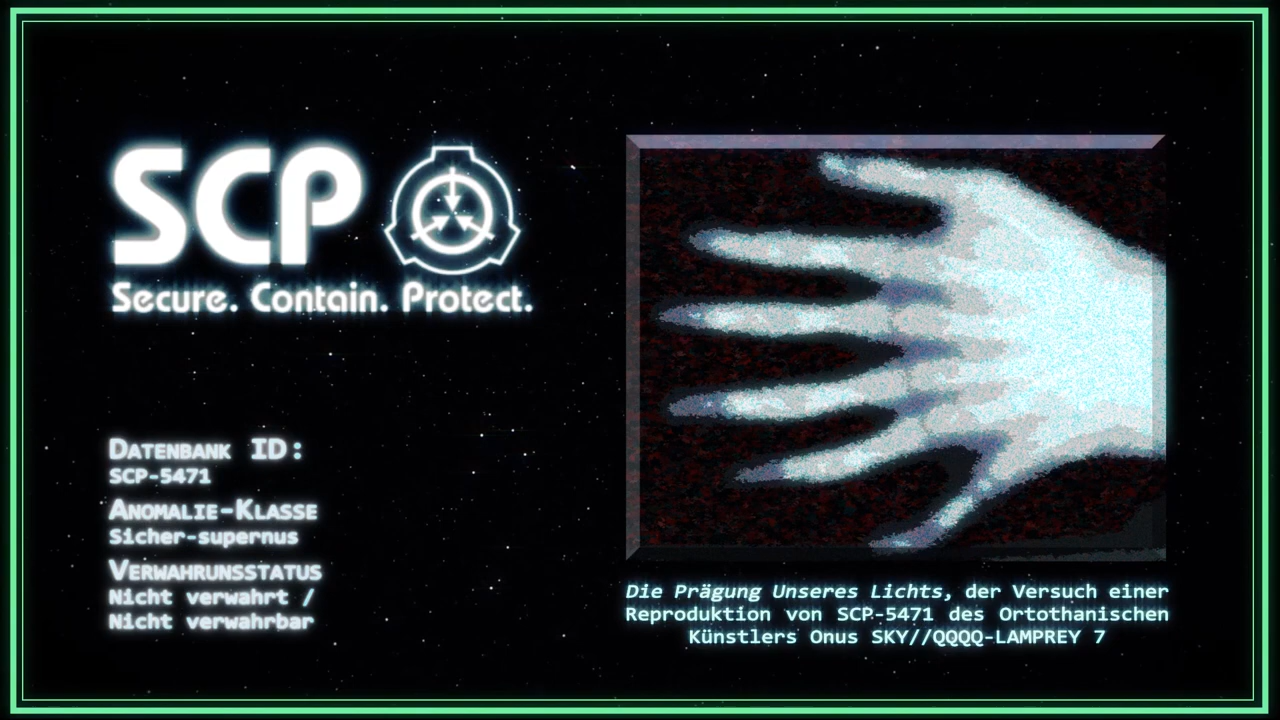 SCP
Secure. Contain. Protect.
Datenbank ID:
SCP-5471
Anomalie-Klasse
Sicher-supernus
Verwahrunsstatus
Nicht verwahrt /
Nicht verwahrbar
Die Prägung Unseres Lichts, der Versuch einer
Reproduktion von SCP-5471 des Ortothanischen
Künstlers Onus SKY//QQQQ-LAMPREY 7